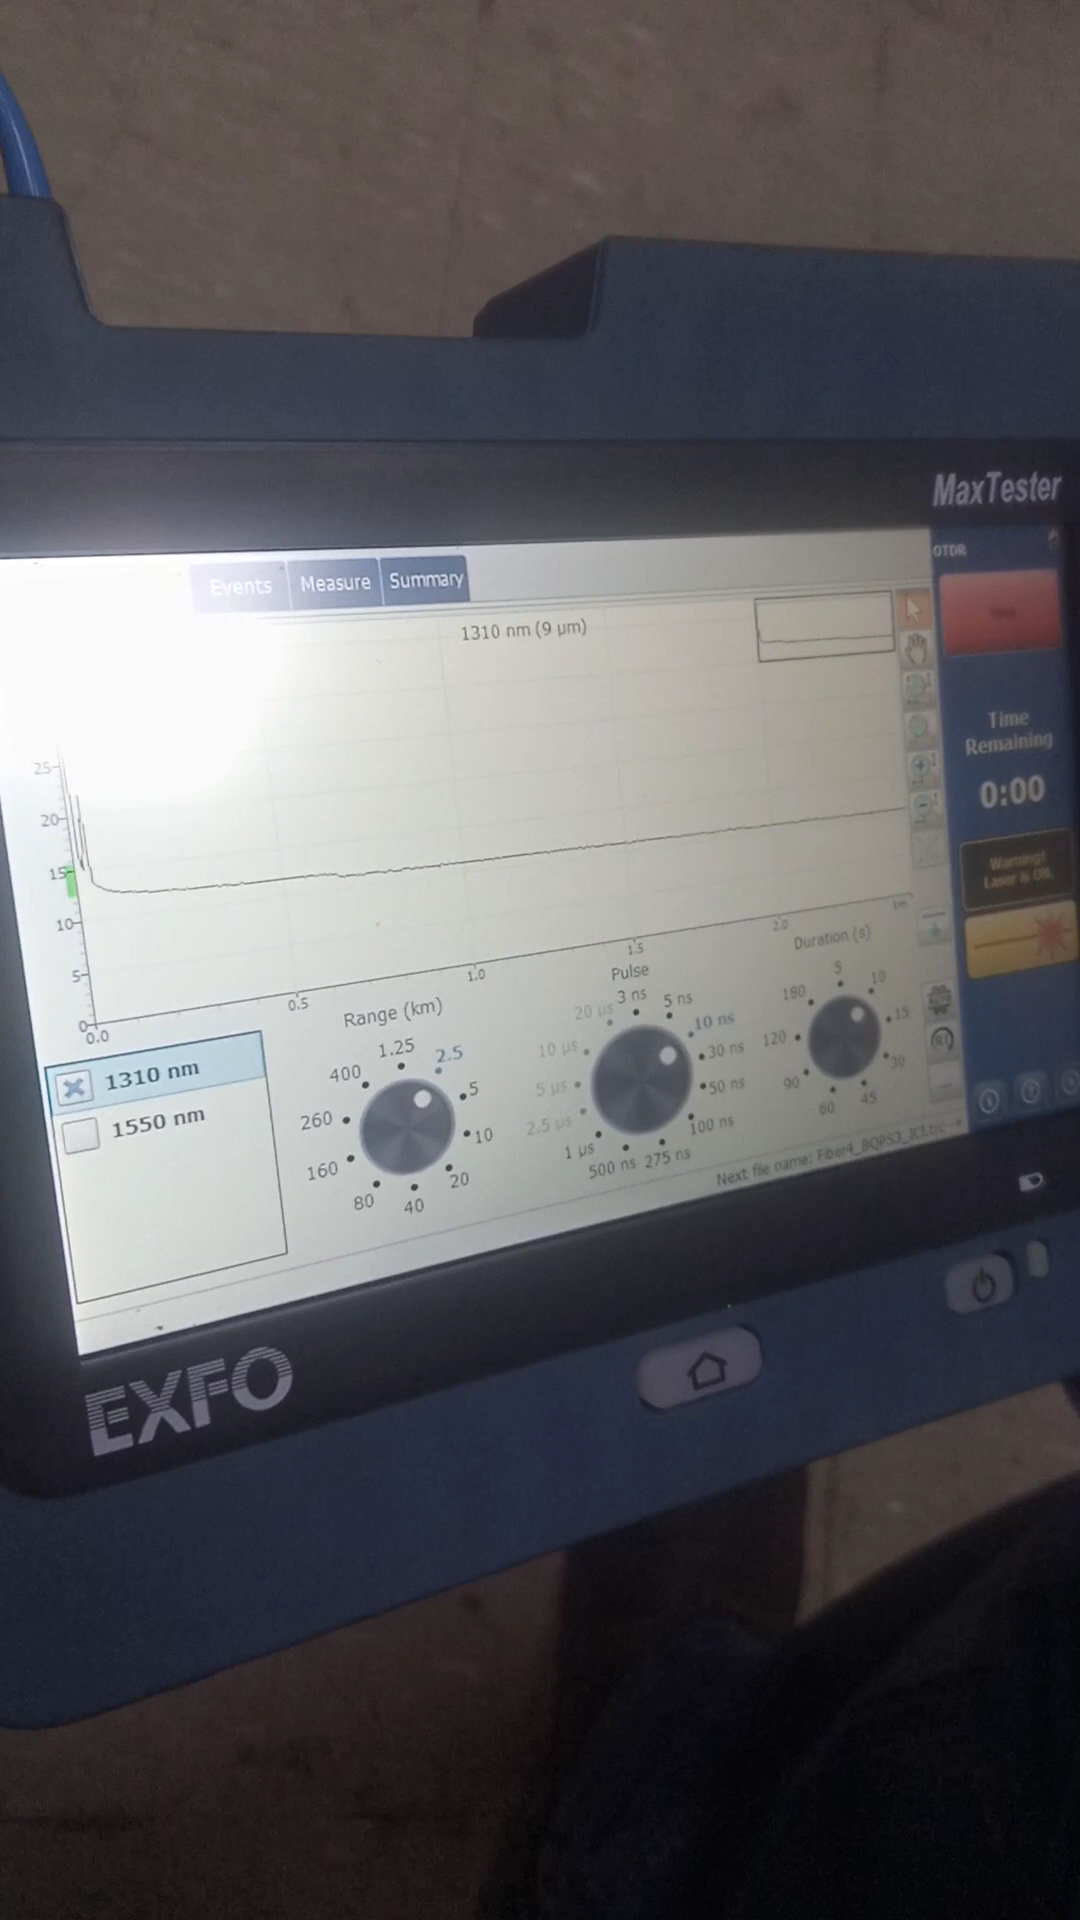 MaxTester
OTDR
Events Measure Summary
1310 nm (9 µm)
Time
Remaining
0:00
Warning!
Laser is On.
25
20
15
10
5
0
0.0 0.5 1.0 1.5 2.0 km
Range (km)
1.25 2.5 5 10 20 40 80 160 260 400
Pulse
3 ns 5 ns 10 ns 30 ns 50 ns 100 ns 275 ns 500 ns 1 µs 2.5 µs 5 µs 10 µs 20 µs
Duration (s)
5 10 15 30 45 60 90 120 180
1310 nm
1550 nm
Next file name:
EXFO